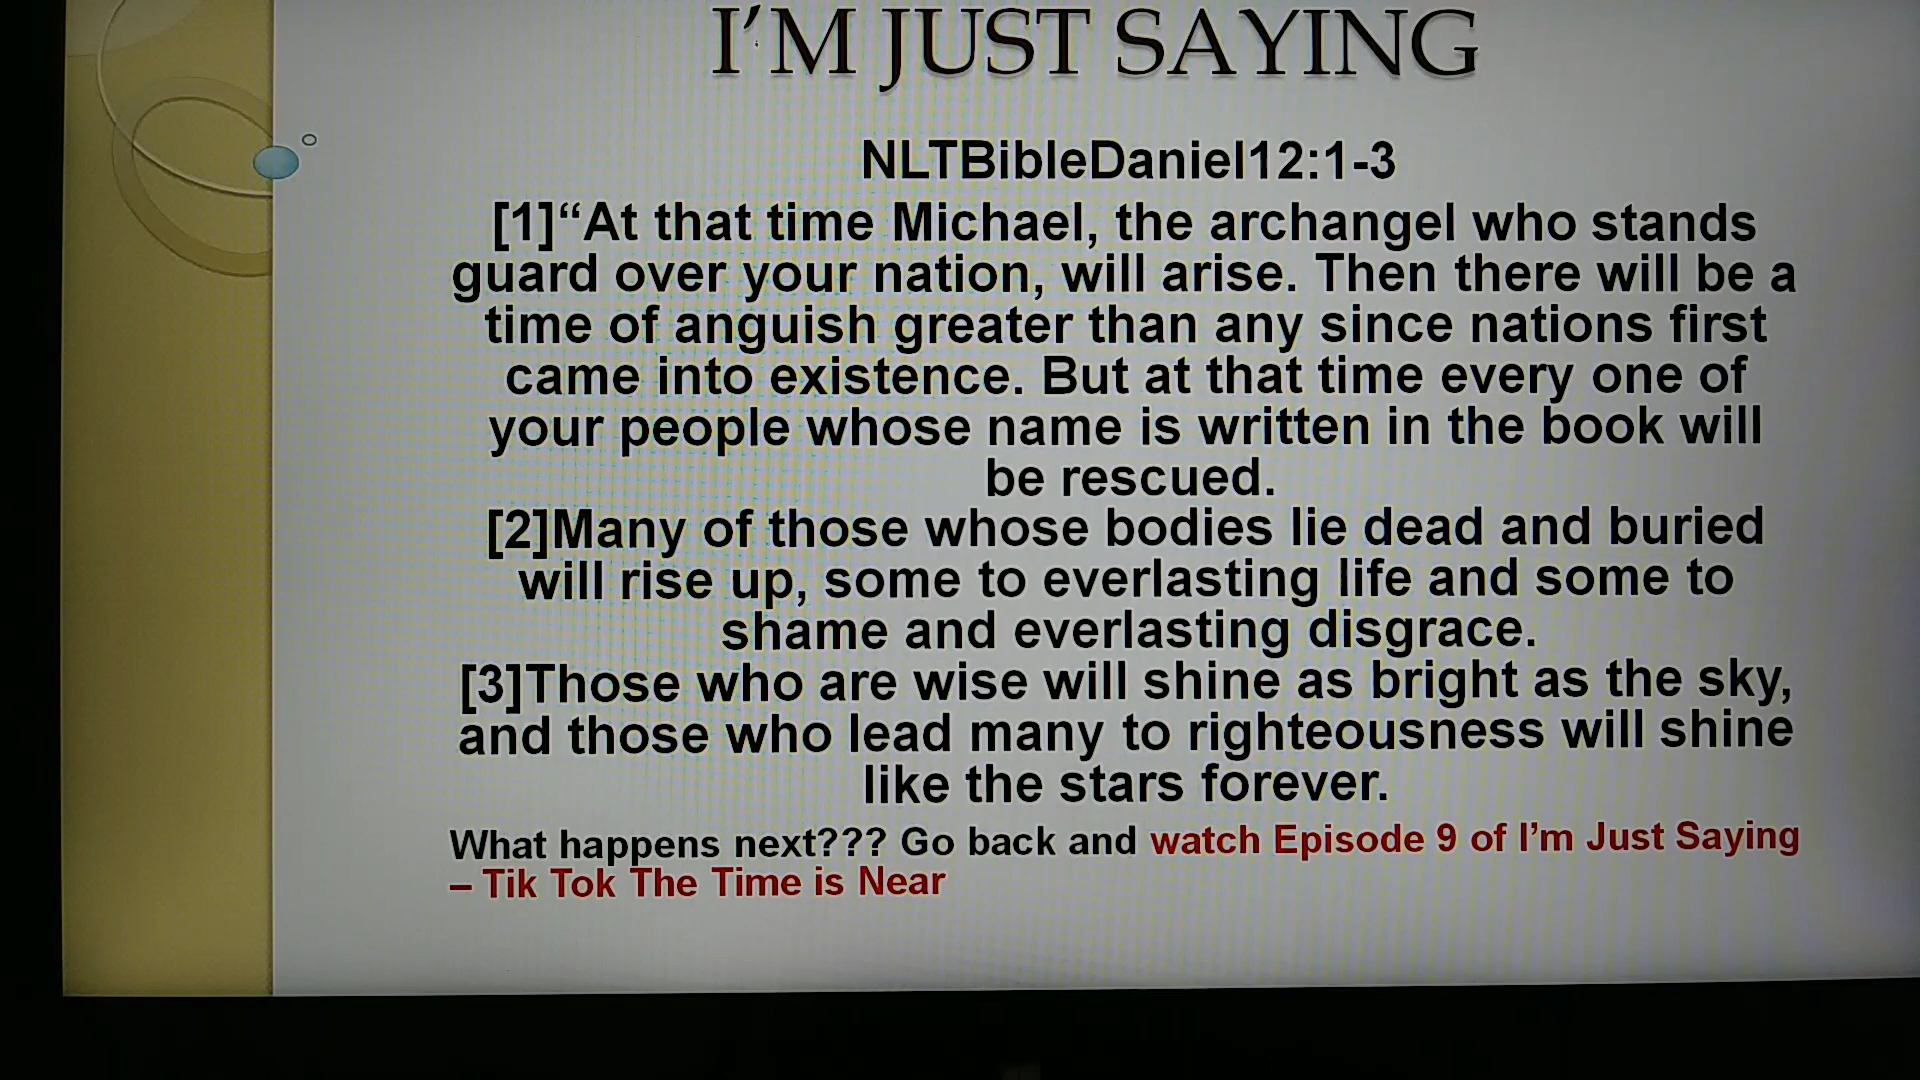 I'M JUST SAYING
NLTBibleDaniel12:1-3
[1]“At that time Michael, the archangel who stands
guard over your nation, will arise. Then there will be a
time of anguish greater than any since nations first
came into existence. But at that time every one of
your people whose name is written in the book will
be rescued.
[2]Many of those whose bodies lie dead and buried
will rise up, some to everlasting life and some to
shame and everlasting disgrace.
[3]Those who are wise will shine as bright as the sky,
and those who lead many to righteousness will shine
like the stars forever.
What happens next??? Go back and watch Episode 9 of I’m Just Saying
– Tik Tok The Time is Near